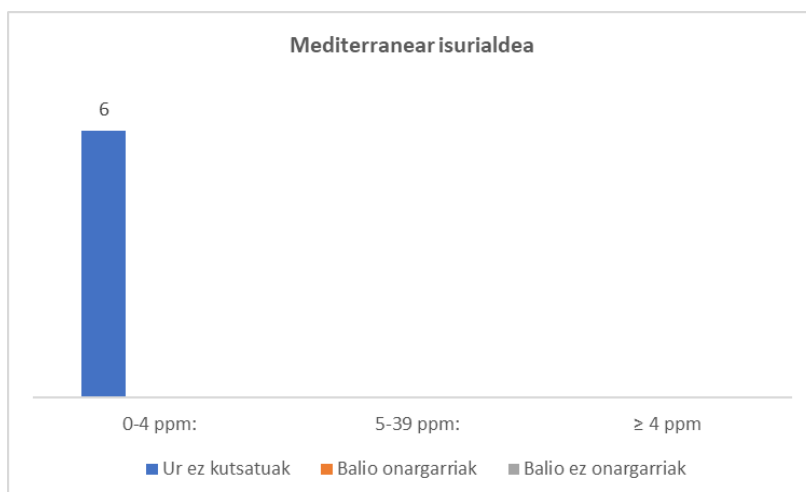 Mediterranear isurialdea
6
0-4 ppm: 5-39 ppm: ≥ 4 ppm
Ur ez kutsatuak Balio onargarriak Balio ez onargarriak